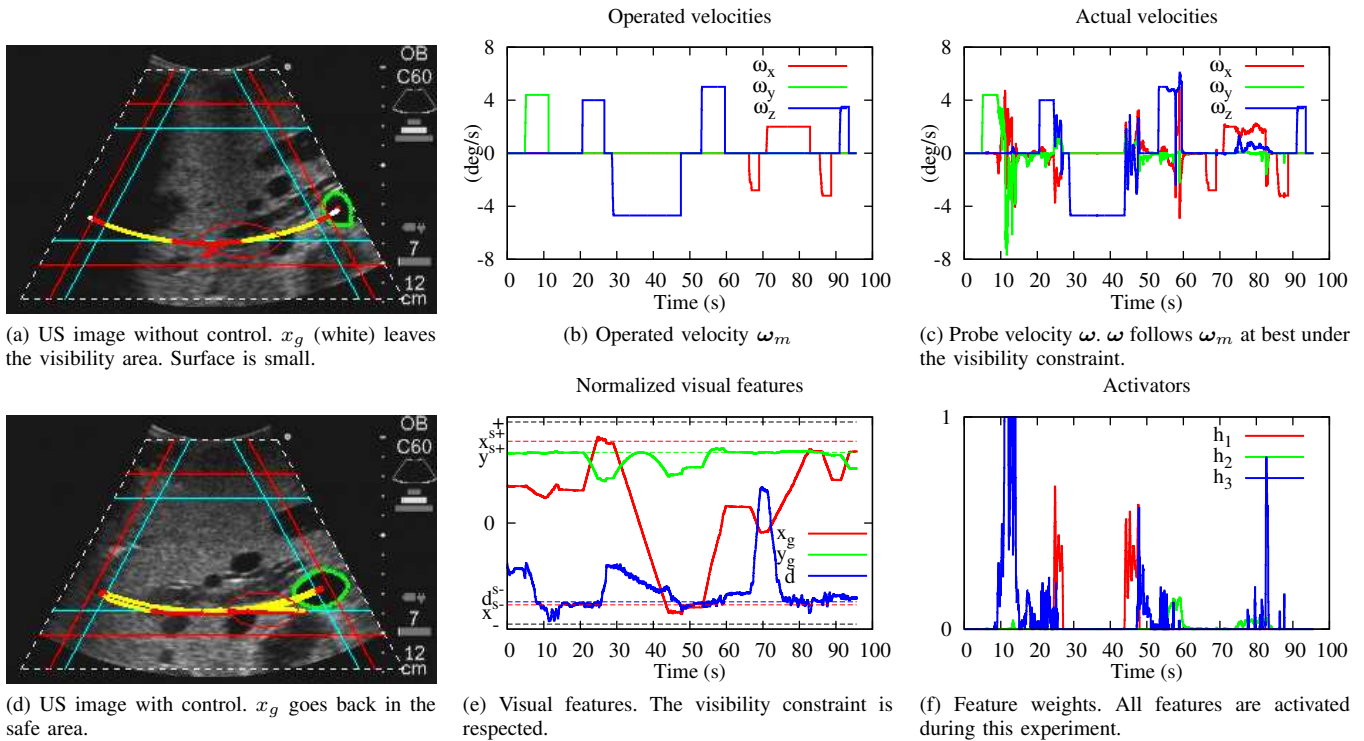 OB
C60
7
12
cm
(a) US image without control. x_g (white) leaves
the visibility area. Surface is small.
Operated velocities
(deg/s)
8
4
0
-4
-8
ω_x
ω_y
ω_z
0 10 20 30 40 50 60 70 80 90 100
Time (s)
(b) Operated velocity ω_m
Actual velocities
(deg/s)
8
4
0
-4
-8
ω_x
ω_y
ω_z
0 10 20 30 40 50 60 70 80 90 100
Time (s)
(c) Probe velocity ω. ω follows ω_m at best under
the visibility constraint.
OB
C60
7
12
cm
(d) US image with control. x_g goes back in the
safe area.
Normalized visual features
+
x^s+
y^s+
0
d^s-
x^s-
-
x_g
y_g
d
0 10 20 30 40 50 60 70 80 90 100
Time (s)
(e) Visual features. The visibility constraint is
respected.
Activators
1
0.5
0
h_1
h_2
h_3
0 10 20 30 40 50 60 70 80 90 100
Time (s)
(f) Feature weights. All features are activated
during this experiment.